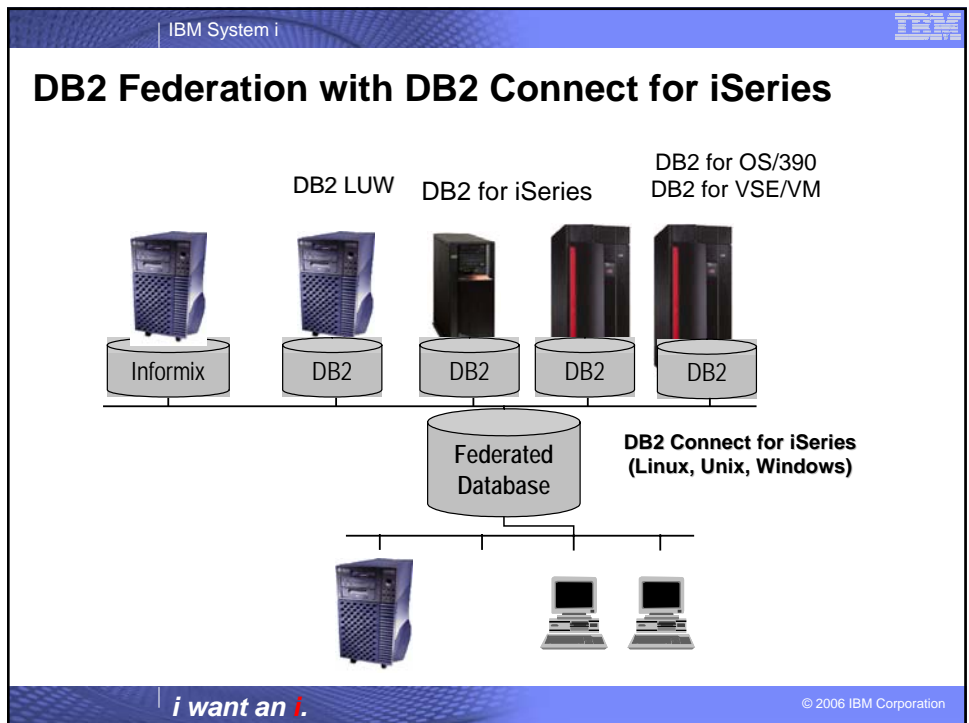 IBM System i
IBM
DB2 Federation with DB2 Connect for iSeries
DB2 LUW
DB2 for iSeries
DB2 for OS/390
DB2 for VSE/VM
Informix
DB2
DB2
DB2
DB2
Federated
Database
DB2 Connect for iSeries
(Linux, Unix, Windows)
i want an i.
© 2006 IBM Corporation